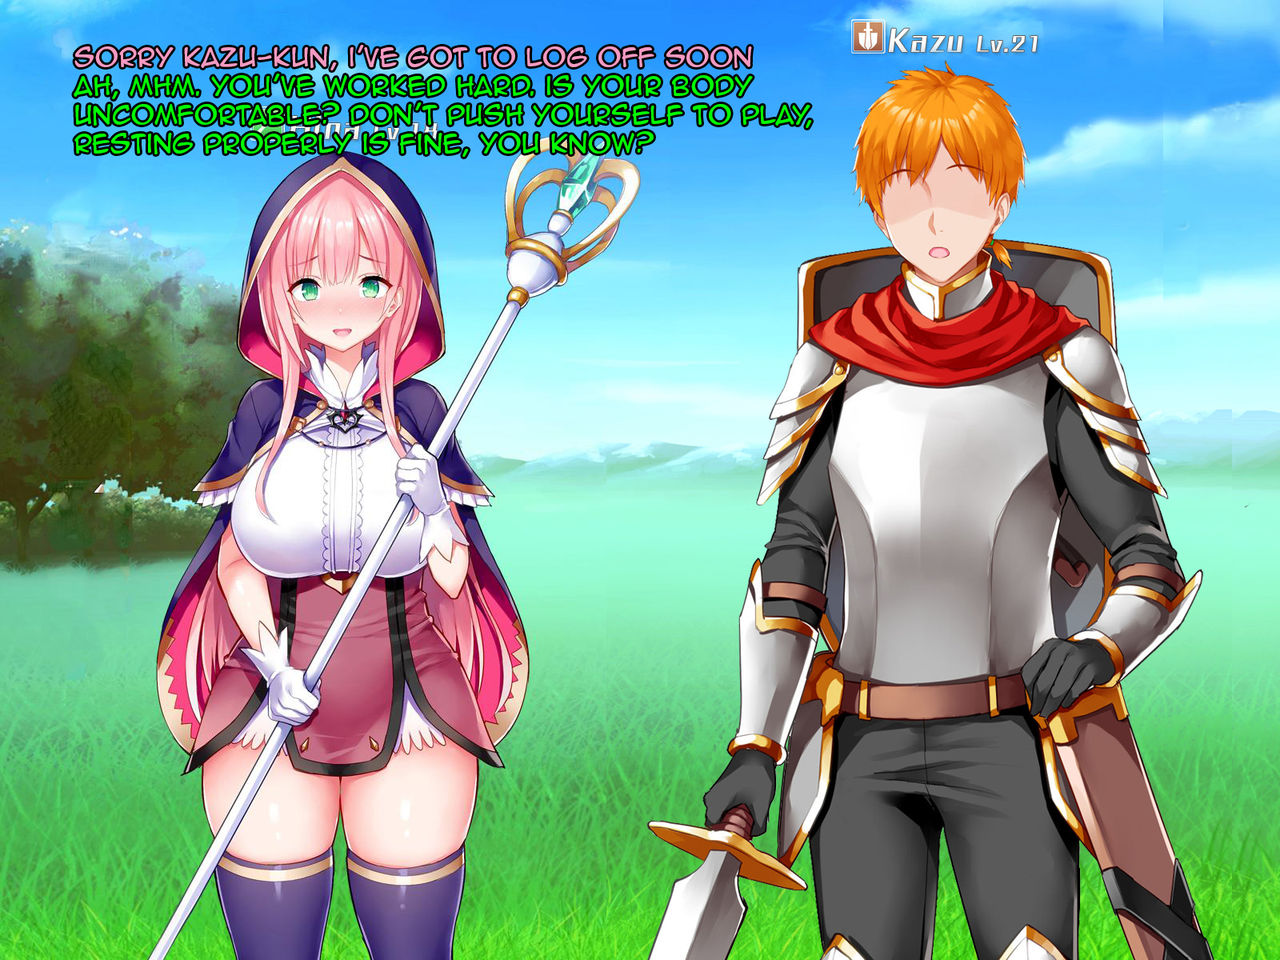 Kazu Lv.21
SORRY KAZU-KUN, I'VE GOT TO LOG OFF SOON
AH, MHM. YOU'VE WORKED HARD. IS YOUR BODY
UNCOMFORTABLE? DON'T PUSH YOURSELF TO PLAY,
RESTING PROPERLY IS FINE, YOU KNOW?